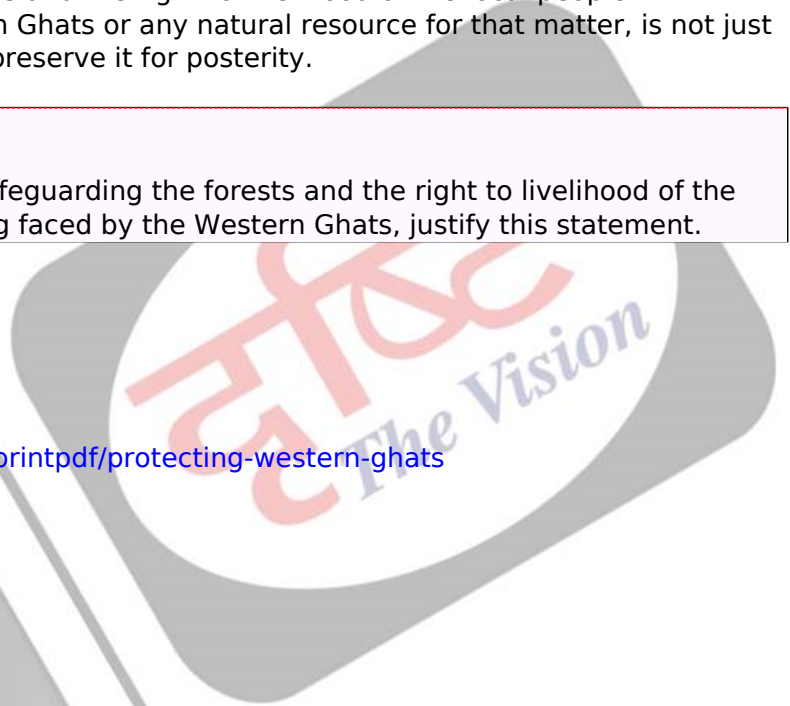 n Ghats or any natural resource for that matter, is not just
preserve it for posterity.
feguarding the forests and the right to livelihood of the
g faced by the Western Ghats, justify this statement.
दृष्टि
The Vision
printpdf/protecting-western-ghats